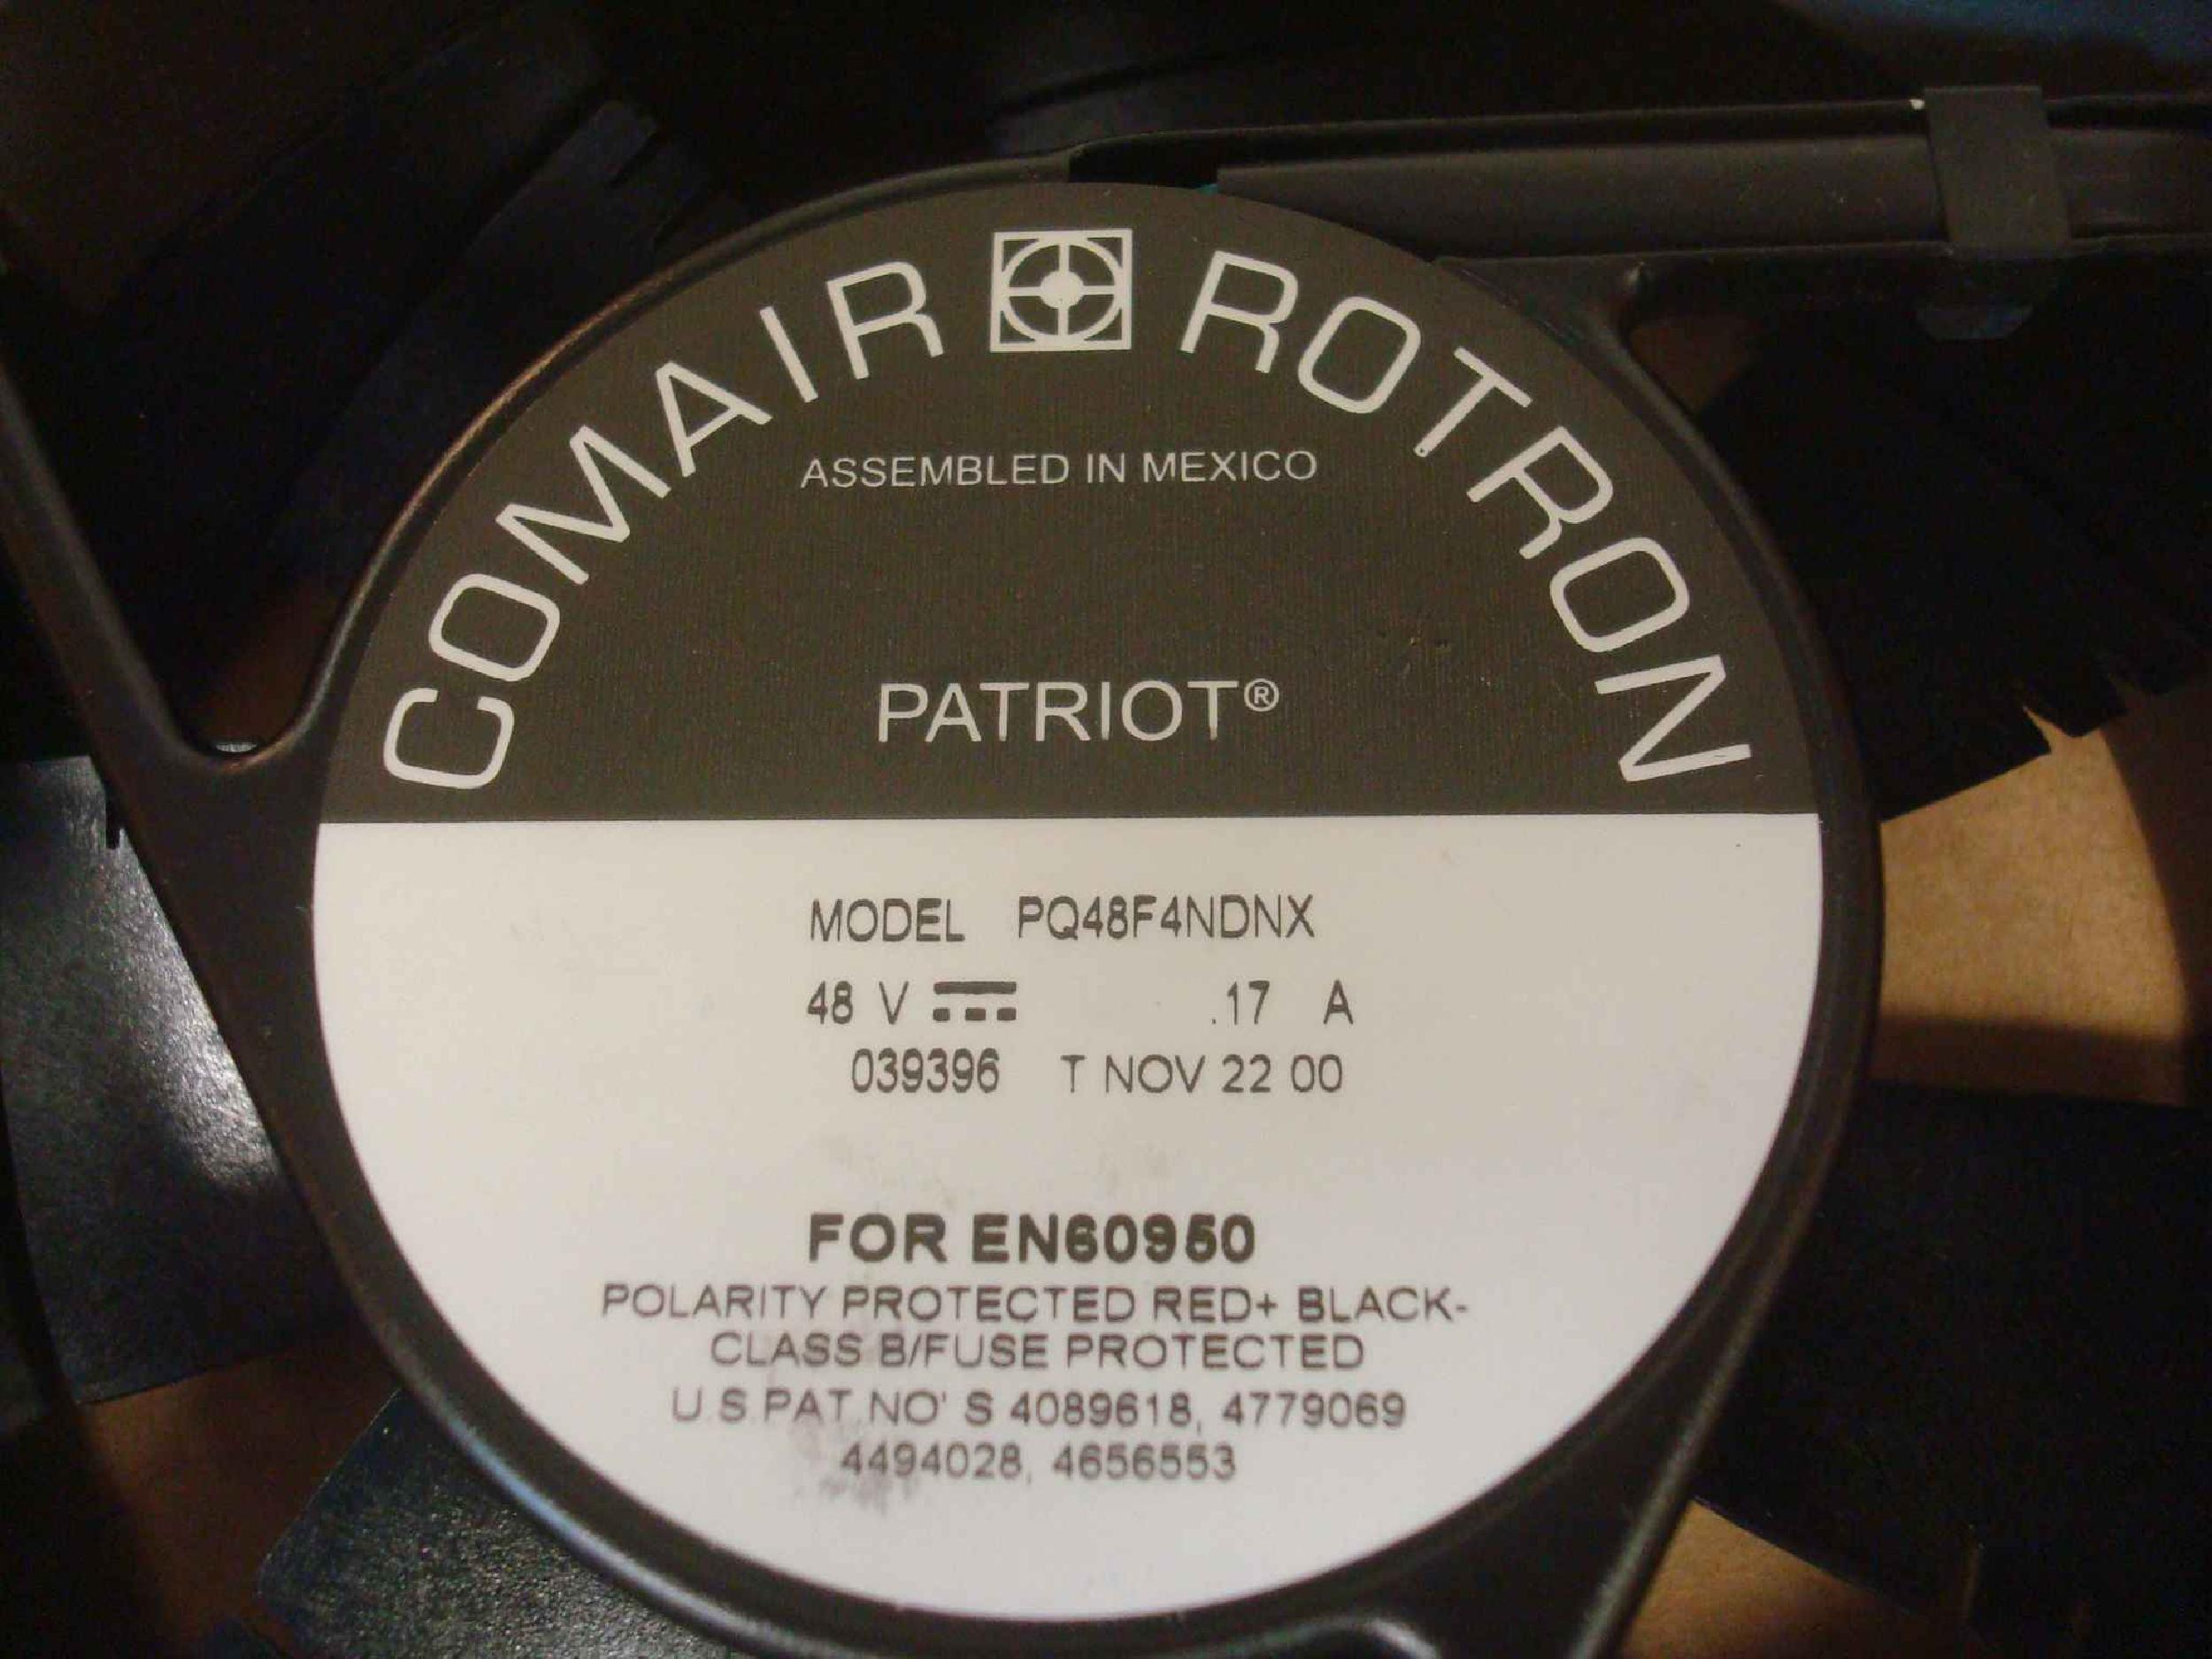 COMAIR ROTRON
ASSEMBLED IN MEXICO
PATRIOT®
MODEL PQ48F4NDNX
48 V ⎓ .17 A
039396 T NOV 22 00
FOR EN60950
POLARITY PROTECTED RED+ BLACK-
CLASS B/FUSE PROTECTED
U.S.PAT.NO'S 4089618, 4779069
4494028, 4656553